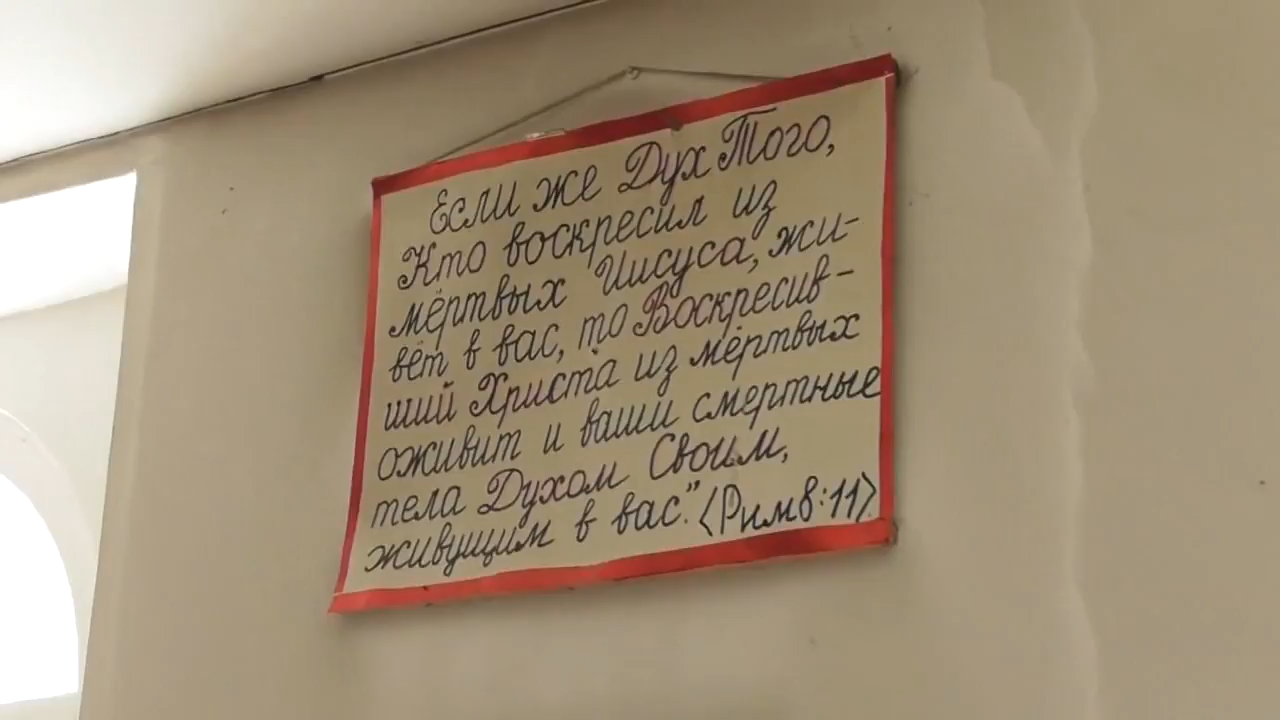 Если же Дух Того,
Кто воскресил из
мёртвых Иисуса, жи-
вёт в вас, то Воскресив-
ший Христа из мёртвых
оживит и ваши смертные
тела Духом Своим,
живущим в вас." (Рим 8:11)